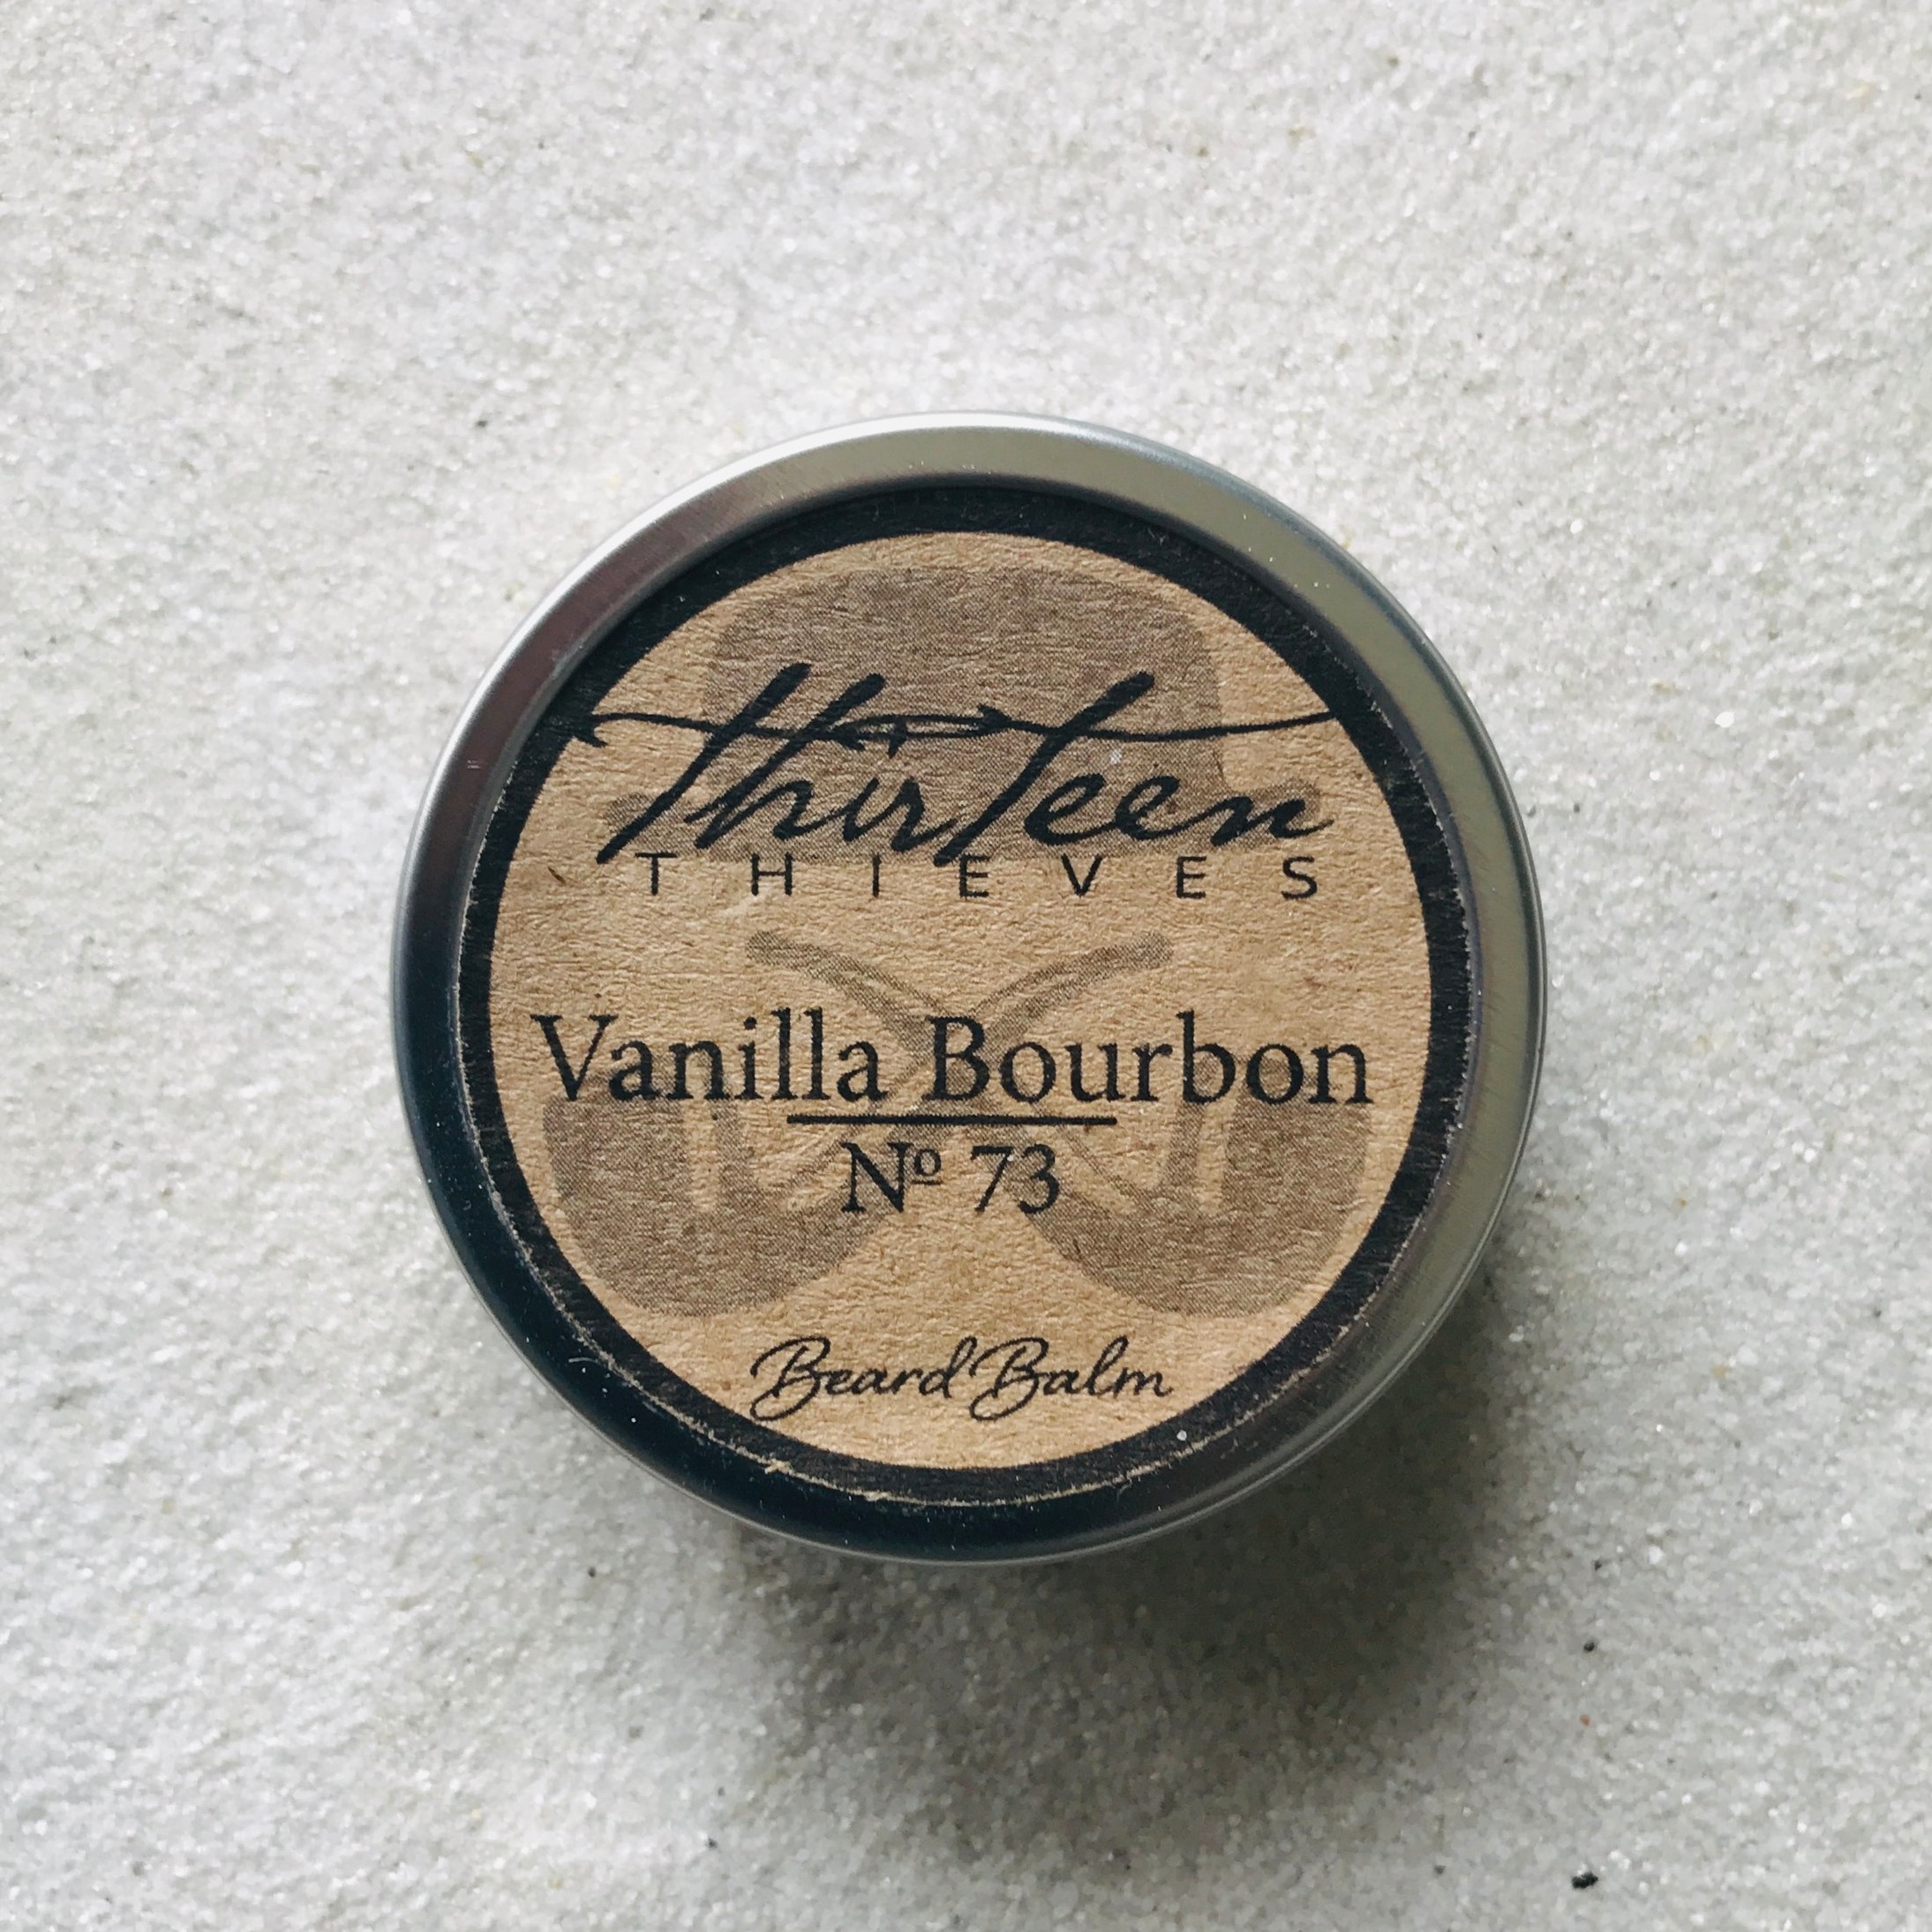 thirteen
THIEVES
Vanilla Bourbon
Nº 73
Beard Balm